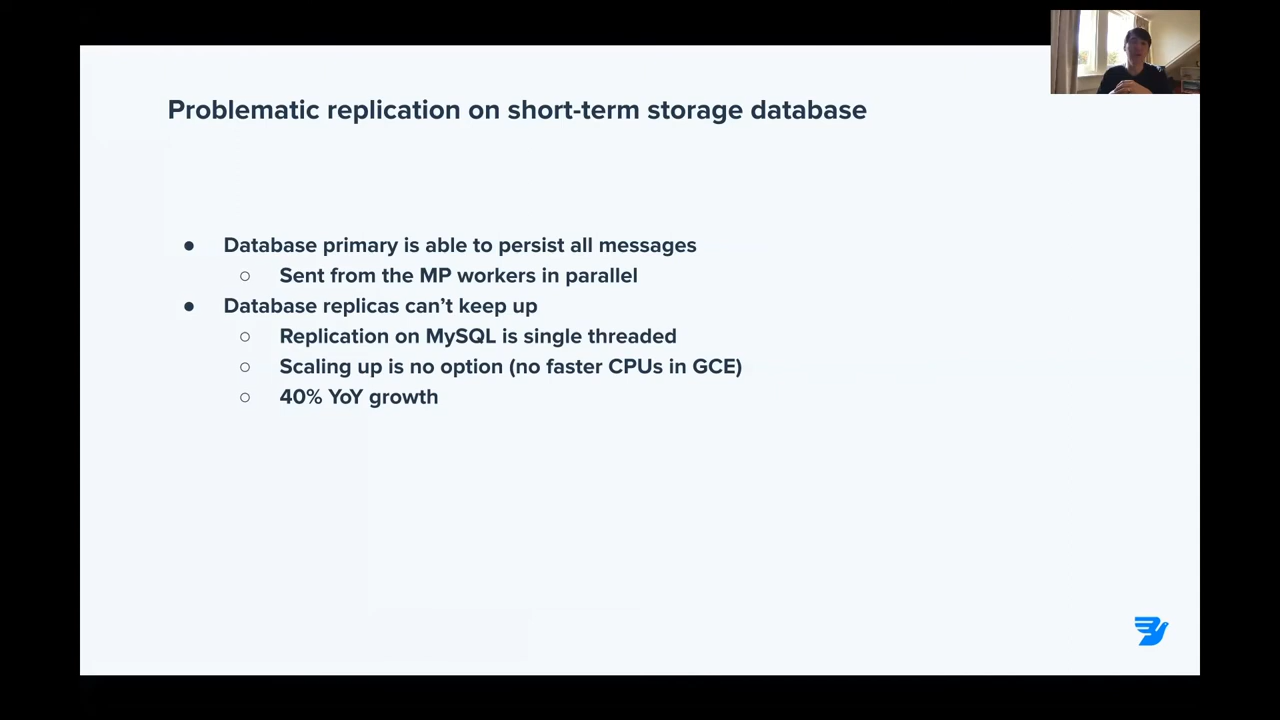 Problematic replication on short-term storage database
● Database primary is able to persist all messages
○ Sent from the MP workers in parallel
● Database replicas can’t keep up
○ Replication on MySQL is single threaded
○ Scaling up is no option (no faster CPUs in GCE)
○ 40% YoY growth